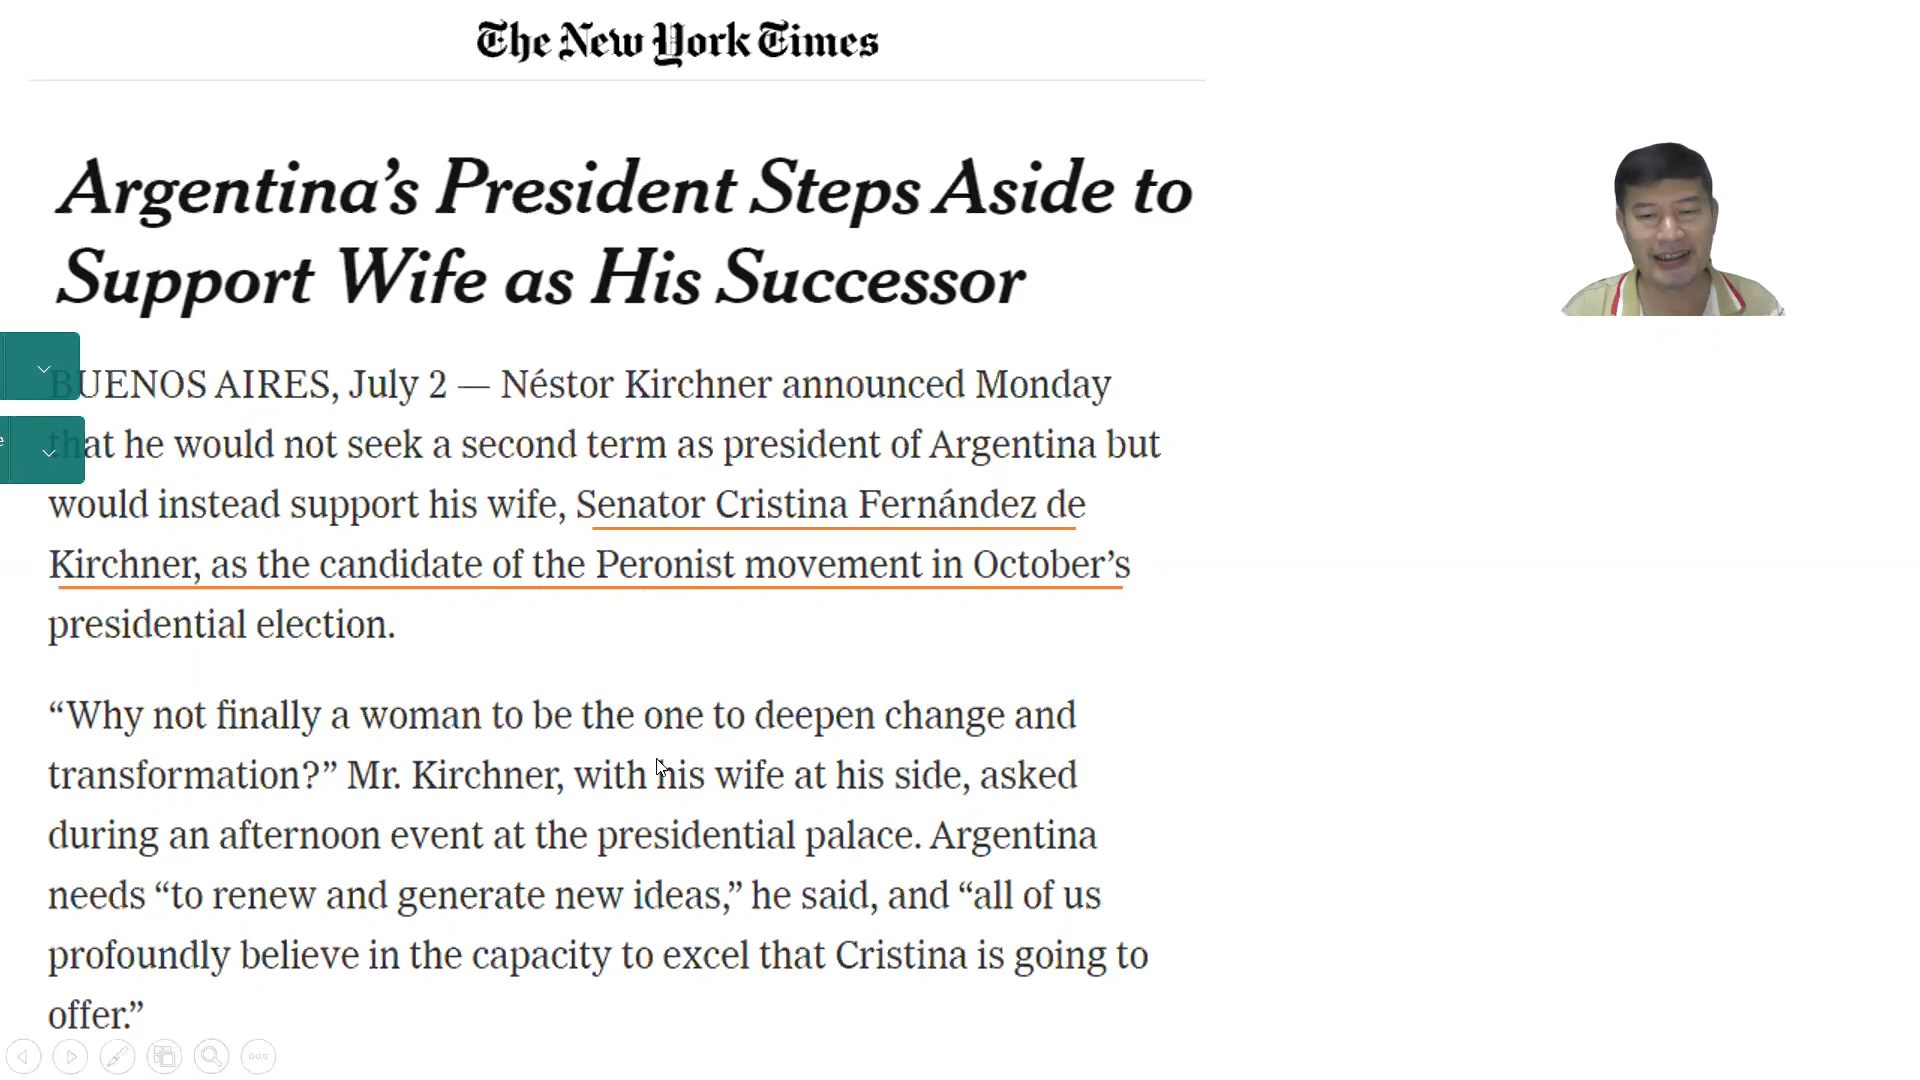 The New York Times
Argentina’s President Steps Aside to
Support Wife as His Successor
BUENOS AIRES, July 2 — Néstor Kirchner announced Monday
that he would not seek a second term as president of Argentina but
would instead support his wife, Senator Cristina Fernández de
Kirchner, as the candidate of the Peronist movement in October’s
presidential election.
“Why not finally a woman to be the one to deepen change and
transformation?” Mr. Kirchner, with his wife at his side, asked
during an afternoon event at the presidential palace. Argentina
needs “to renew and generate new ideas,” he said, and “all of us
profoundly believe in the capacity to excel that Cristina is going to
offer.”